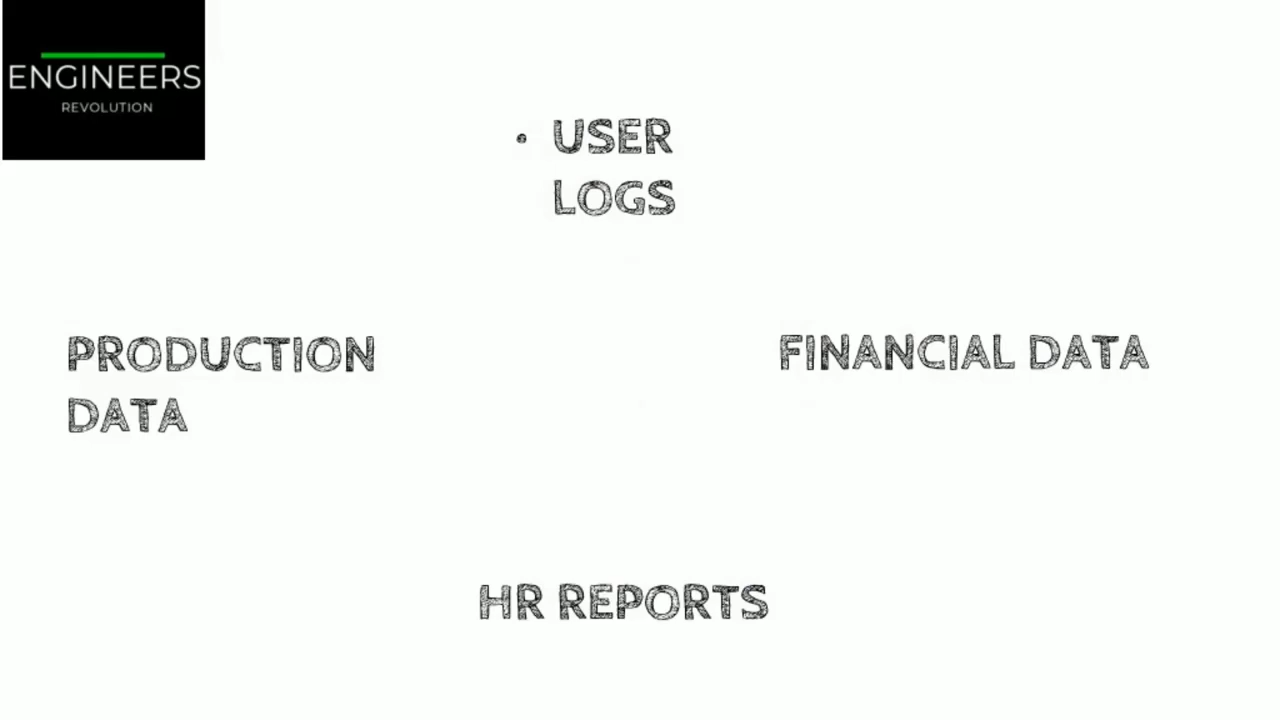 ENGINEERS
REVOLUTION
• USER
LOGS
PRODUCTION
DATA
FINANCIAL DATA
HR REPORTS